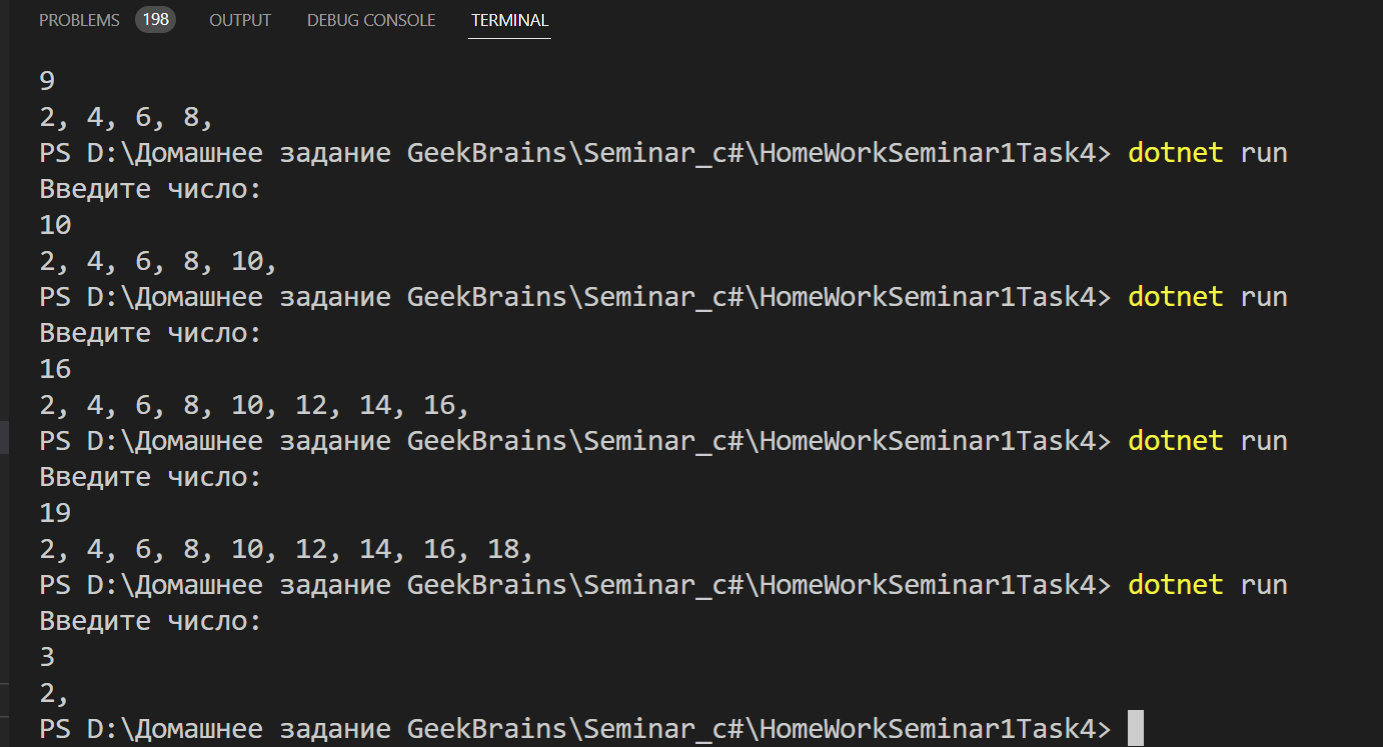 PROBLEMS 198 OUTPUT DEBUG CONSOLE TERMINAL
9
2, 4, 6, 8,
PS D:\Домашнее задание GeekBrains\Seminar_c#\HomeWorkSeminar1Task4> dotnet run
Введите число:
10
2, 4, 6, 8, 10,
PS D:\Домашнее задание GeekBrains\Seminar_c#\HomeWorkSeminar1Task4> dotnet run
Введите число:
16
2, 4, 6, 8, 10, 12, 14, 16,
PS D:\Домашнее задание GeekBrains\Seminar_c#\HomeWorkSeminar1Task4> dotnet run
Введите число:
19
2, 4, 6, 8, 10, 12, 14, 16, 18,
PS D:\Домашнее задание GeekBrains\Seminar_c#\HomeWorkSeminar1Task4> dotnet run
Введите число:
3
2,
PS D:\Домашнее задание GeekBrains\Seminar_c#\HomeWorkSeminar1Task4>